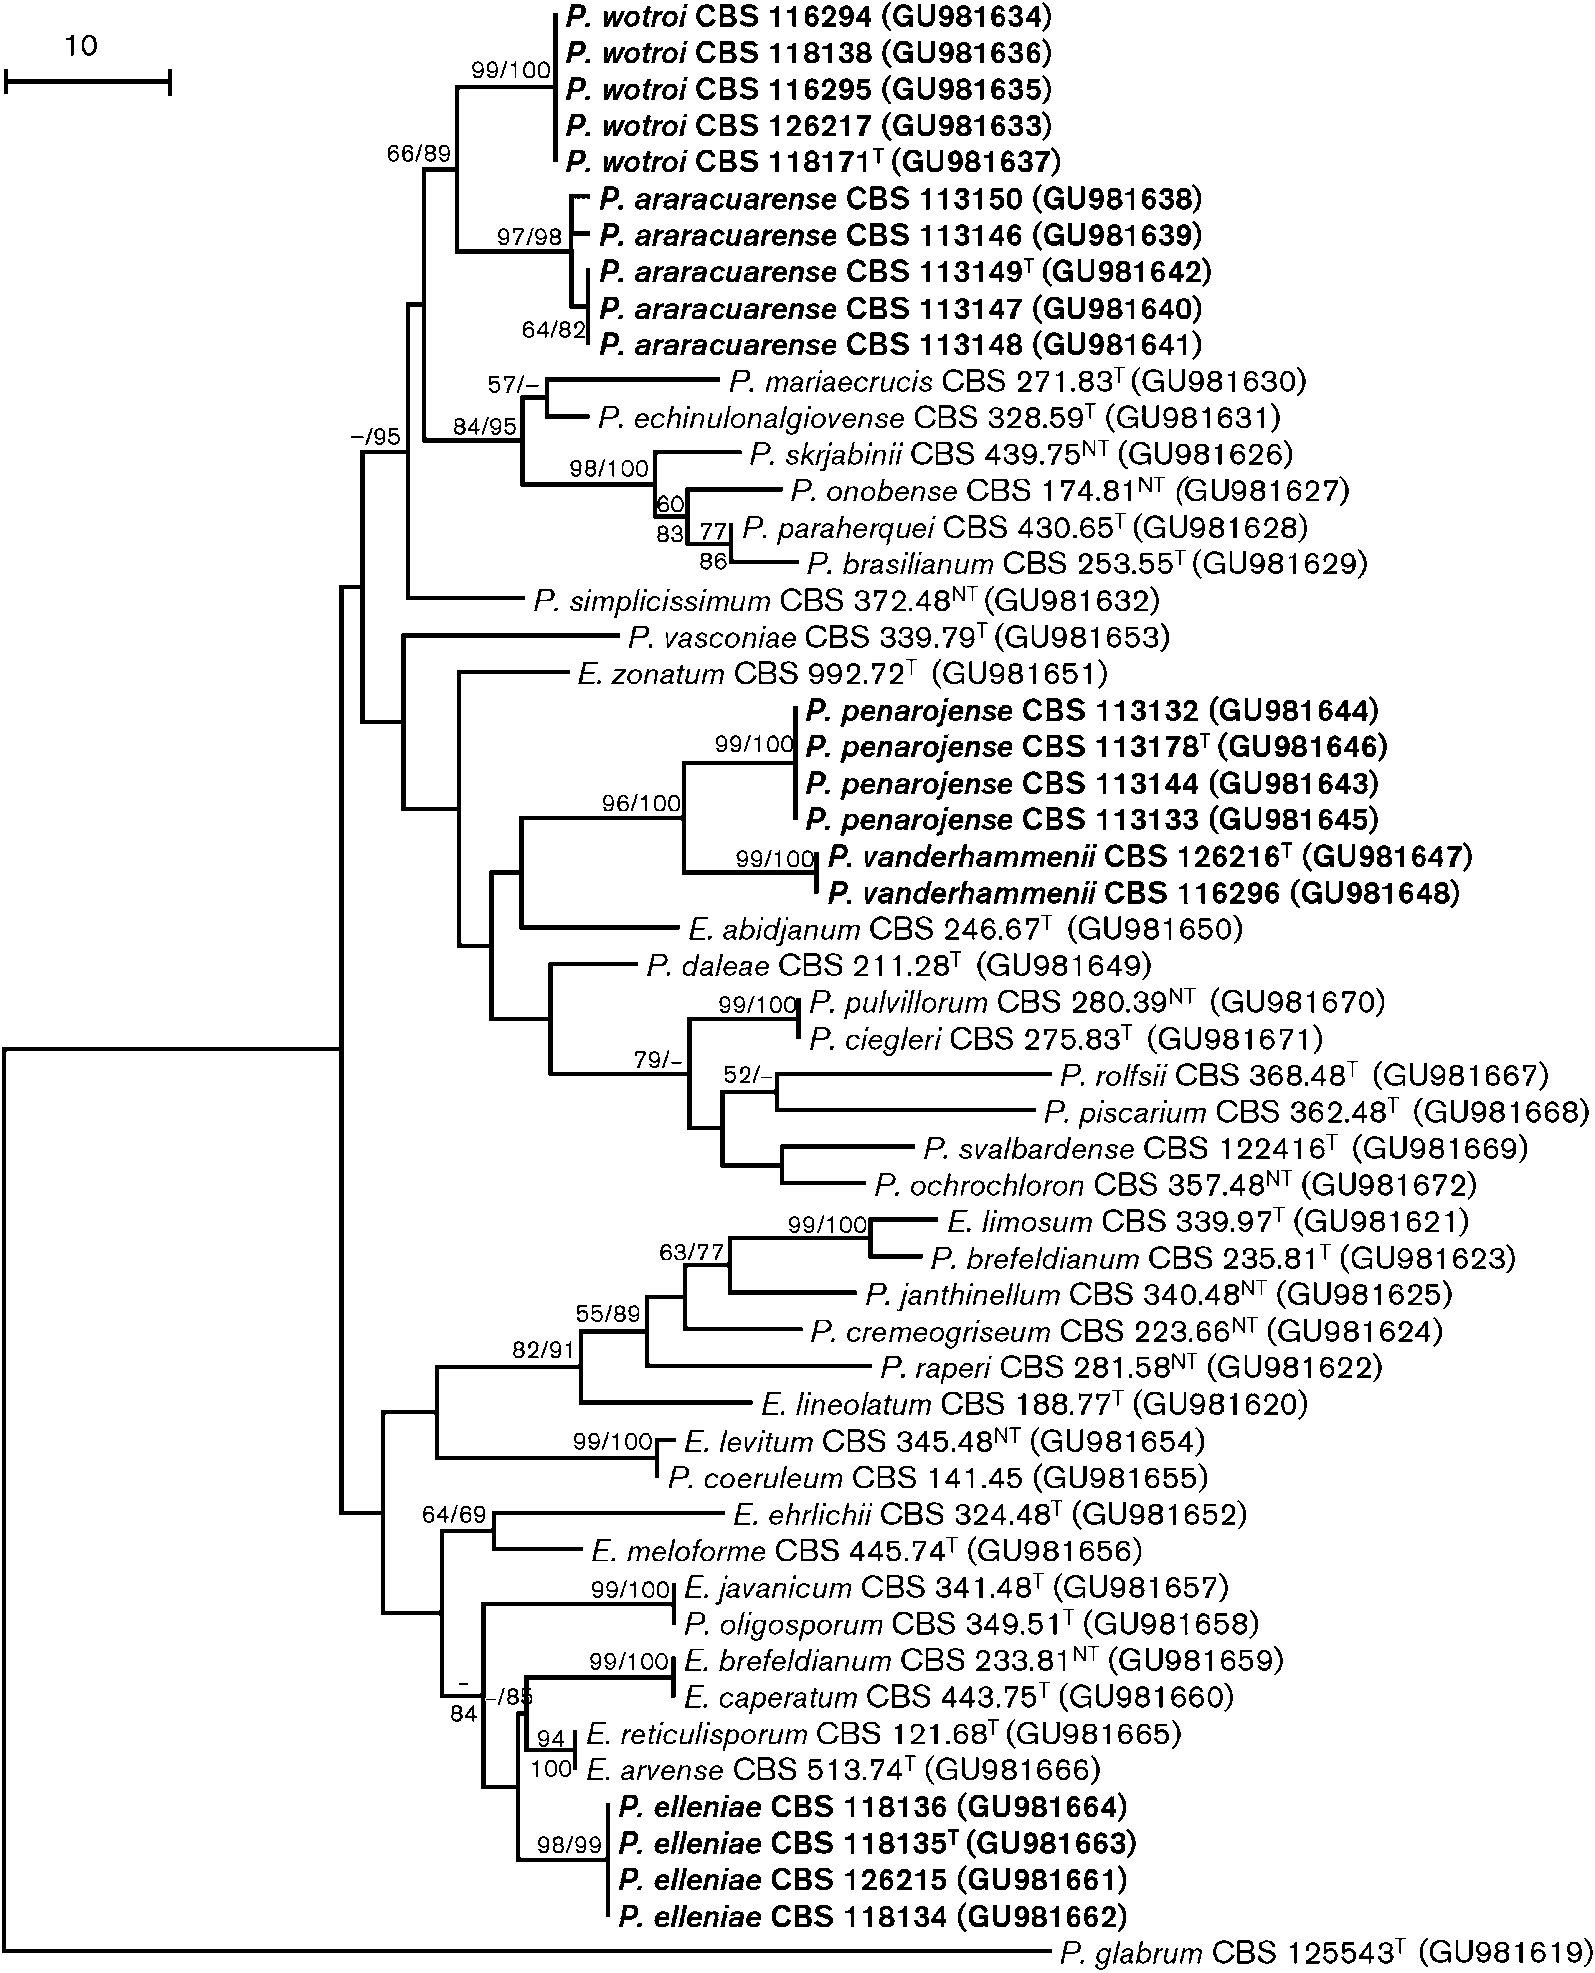 10
P. wotroi CBS 116294 (GU981634)
P. wotroi CBS 118138 (GU981636)
99/100
P. wotroi CBS 116295 (GU981635)
P. wotroi CBS 126217 (GU981633)
66/89
P. wotroi CBS 118171T (GU981637)
P. araracuarense CBS 113150 (GU981638)
97/98
P. araracuarense CBS 113146 (GU981639)
P. araracuarense CBS 113149T (GU981642)
P. araracuarense CBS 113147 (GU981640)
64/82
P. araracuarense CBS 113148 (GU981641)
57/–
P. mariaecrucis CBS 271.83T (GU981630)
84/95
P. echinulonalgiovense CBS 328.59T (GU981631)
–/95
98/100
P. skrjabinii CBS 439.75NT (GU981626)
60
P. onobense CBS 174.81NT (GU981627)
83
77
P. paraherquei CBS 430.65T (GU981628)
86
P. brasilianum CBS 253.55T (GU981629)
P. simplicissimum CBS 372.48NT (GU981632)
P. vasconiae CBS 339.79T (GU981653)
E. zonatum CBS 992.72T (GU981651)
P. penarojense CBS 113132 (GU981644)
99/100
P. penarojense CBS 113178T (GU981646)
P. penarojense CBS 113144 (GU981643)
96/100
P. penarojense CBS 113133 (GU981645)
99/100
P. vanderhammenii CBS 126216T (GU981647)
P. vanderhammenii CBS 116296 (GU981648)
E. abidjanum CBS 246.67T (GU981650)
P. daleae CBS 211.28T (GU981649)
99/100
P. pulvillorum CBS 280.39NT (GU981670)
P. ciegleri CBS 275.83T (GU981671)
79/–
52/–
P. rolfsii CBS 368.48T (GU981667)
P. piscarium CBS 362.48T (GU981668)
P. svalbardense CBS 122416T (GU981669)
P. ochrochloron CBS 357.48NT (GU981672)
99/100
E. limosum CBS 339.97T (GU981621)
63/77
P. brefeldianum CBS 235.81T (GU981623)
P. janthinellum CBS 340.48NT (GU981625)
55/89
P. cremeogriseum CBS 223.66NT (GU981624)
82/91
P. raperi CBS 281.58NT (GU981622)
E. lineolatum CBS 188.77T (GU981620)
99/100
E. levitum CBS 345.48NT (GU981654)
P. coeruleum CBS 141.45 (GU981655)
64/69
E. ehrlichii CBS 324.48T (GU981652)
E. meloforme CBS 445.74T (GU981656)
99/100
E. javanicum CBS 341.48T (GU981657)
P. oligosporum CBS 349.51T (GU981658)
99/100
E. brefeldianum CBS 233.81NT (GU981659)
–
–/85
E. caperatum CBS 443.75T (GU981660)
84
94
E. reticulisporum CBS 121.68T (GU981665)
100
E. arvense CBS 513.74T (GU981666)
P. elleniae CBS 118136 (GU981664)
98/99
P. elleniae CBS 118135T (GU981663)
P. elleniae CBS 126215 (GU981661)
P. elleniae CBS 118134 (GU981662)
P. glabrum CBS 125543T (GU981619)